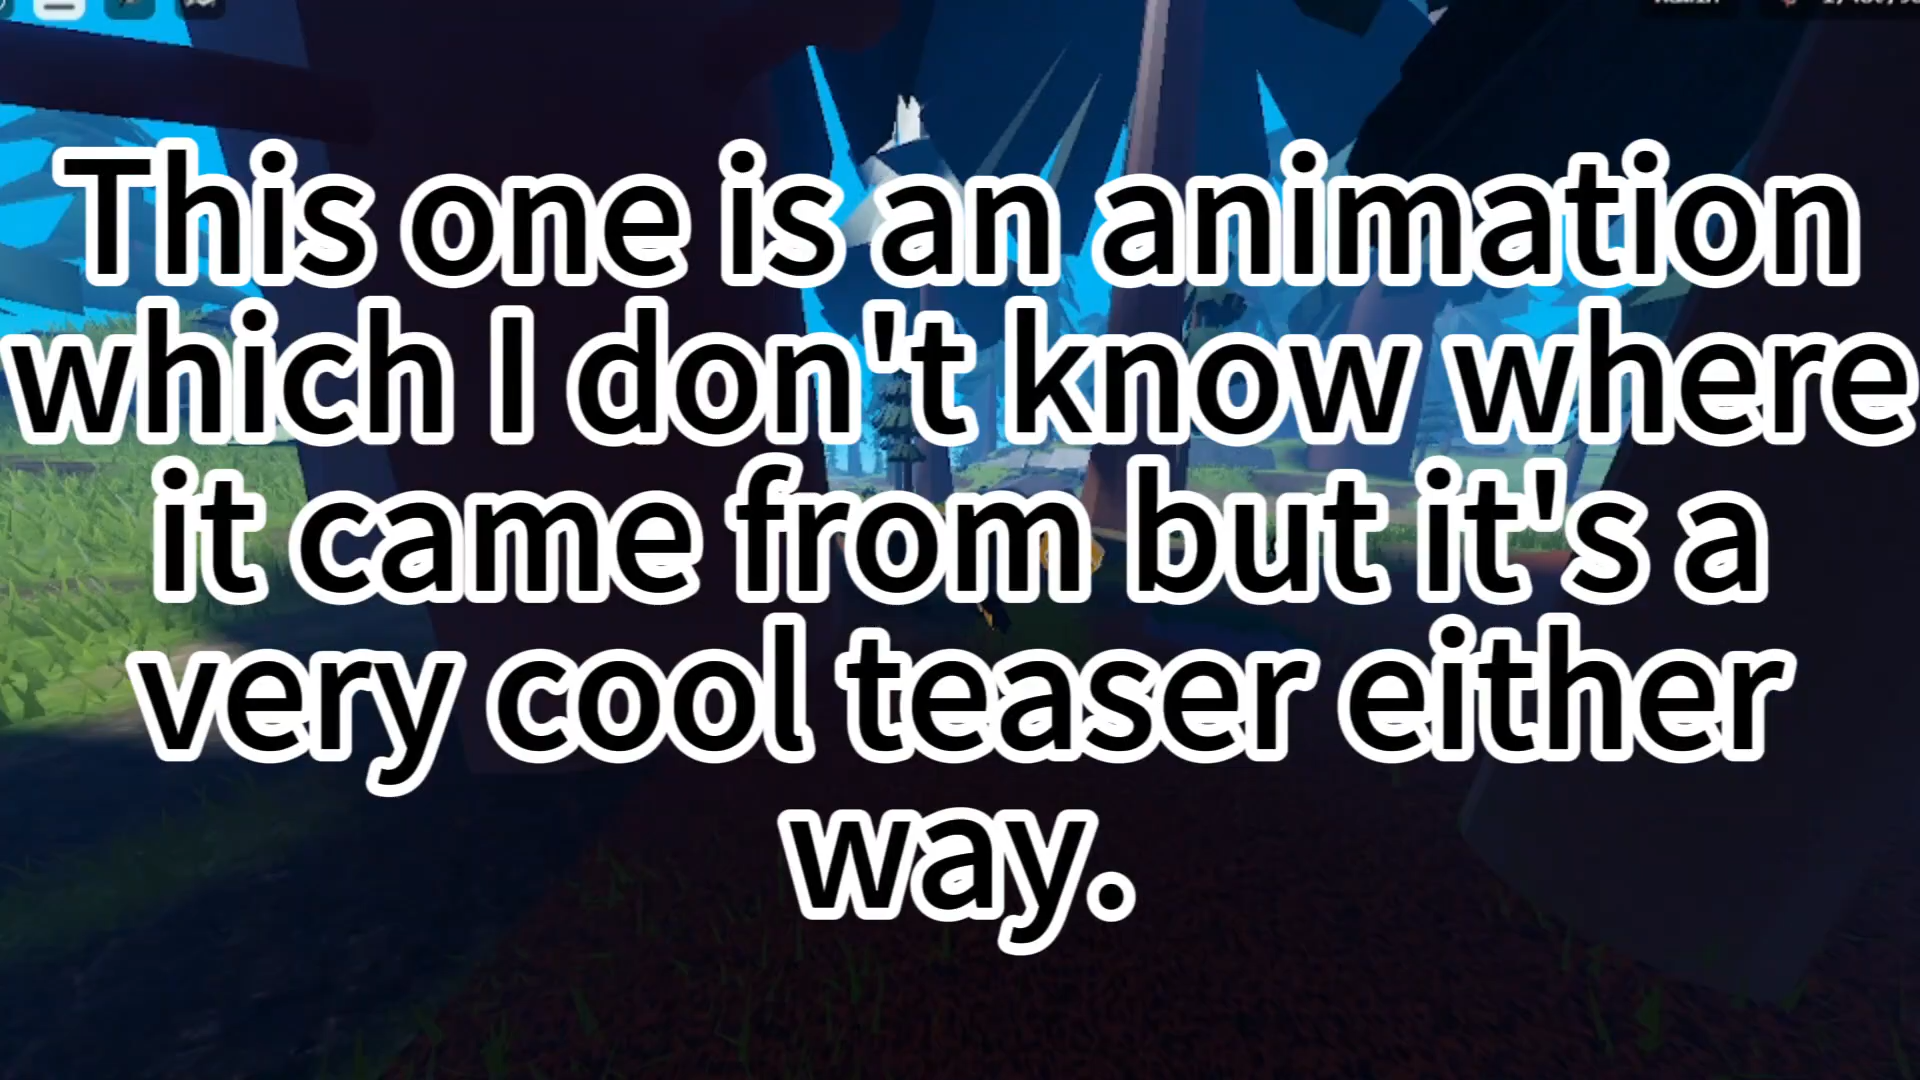 This one is an animation
which I don't know where
it came from but it's a
very cool teaser either
way.